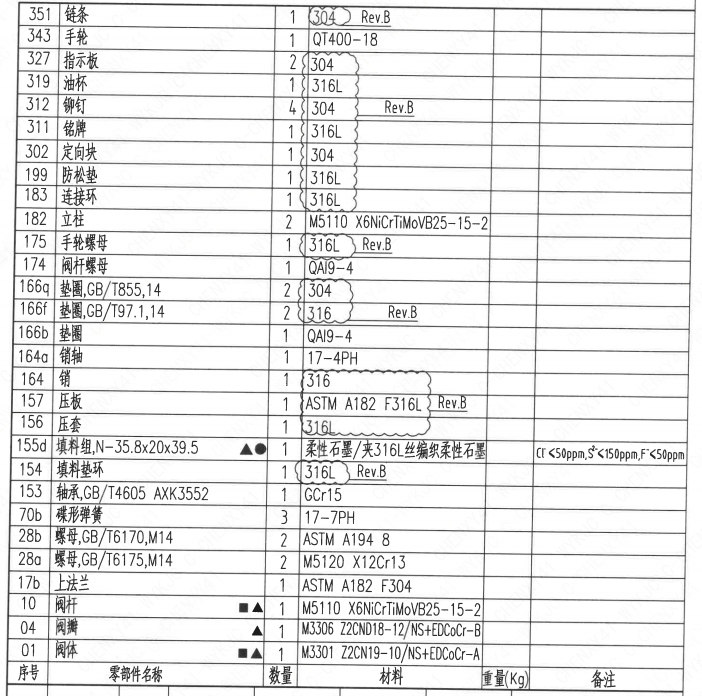 351 链条 1 304 Rev.B
343 手轮 1 QT400-18
327 指示板 2 304
319 油杯 1 316L
312 铆钉 4 304 Rev.B
311 铭牌 1 316L
302 定向块 1 304
199 防松垫 1 316L
183 连接环 1 316L
182 立柱 2 M5110 X6NiCrTiMoVB25-15-2
175 手轮螺母 1 316L Rev.B
174 阀杆螺母 1 QAl9-4
166q 垫圈,GB/T855,14 2 304
166f 垫圈,GB/T97.1,14 2 316 Rev.B
166b 垫圈 1 QAl9-4
164a 销轴 1 17-4PH
164 销 1 316
157 压板 1 ASTM A182 F316L Rev.B
156 压套 1 316L
155d 填料组,N-35.8x20x39.5 ▲● 1 柔性石墨/夹316L丝编织柔性石墨 Cl⁻≤50ppm,S²⁻≤150ppm,F⁻≤50ppm
154 填料垫环 1 316L Rev.B
153 轴承,GB/T4605 AXK3552 1 GCr15
70b 碟形弹簧 3 17-7PH
28b 螺母,GB/T6170,M14 2 ASTM A194 8
28a 螺母,GB/T6175,M14 2 M5120 X12Cr13
17b 上法兰 1 ASTM A182 F304
10 阀杆 ■▲ 1 M5110 X6NiCrTiMoVB25-15-2
04 阀瓣 ▲ 1 M3306 Z2CND18-12/NS+EDCoCr-B
01 阀体 ■▲ 1 M3301 Z2CN19-10/NS+EDCoCr-A
序号 零部件名称 数量 材料 重量(Kg) 备注